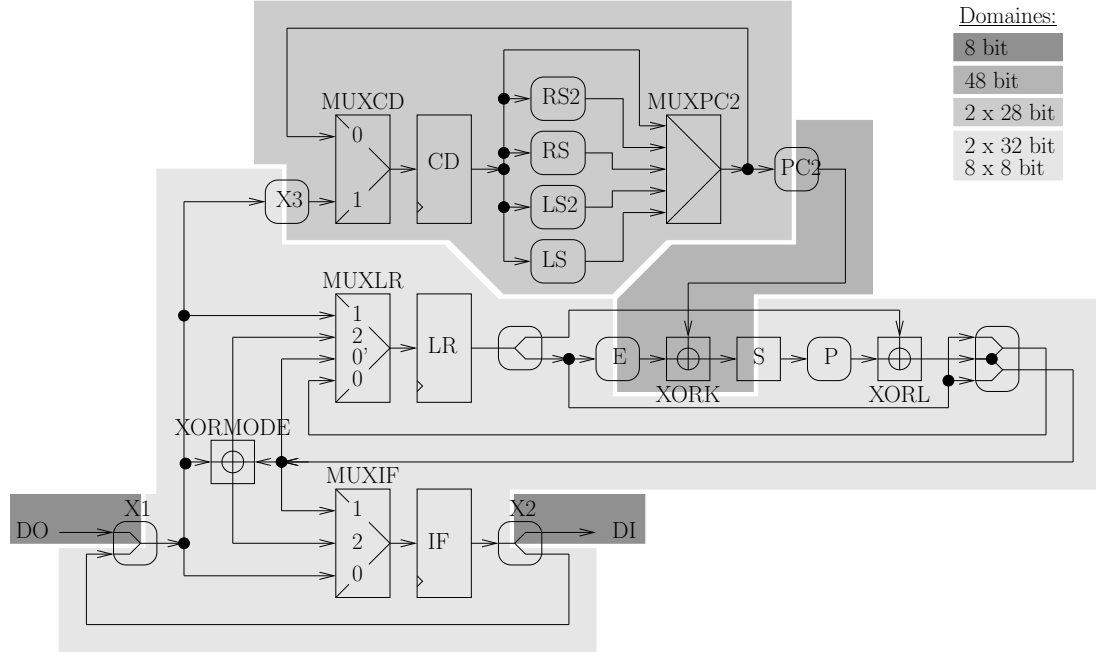 Domaines:
8 bit
48 bit
2 x 28 bit
2 x 32 bit
8 x 8 bit
MUXCD
MUXPC2
0
1
CD
RS2
RS
LS2
LS
PC2
X3
MUXLR
1
2
0'
0
LR
E
S
P
XORK
XORL
XORMODE
MUXIF
1
2
0
IF
X1
X2
DO
DI